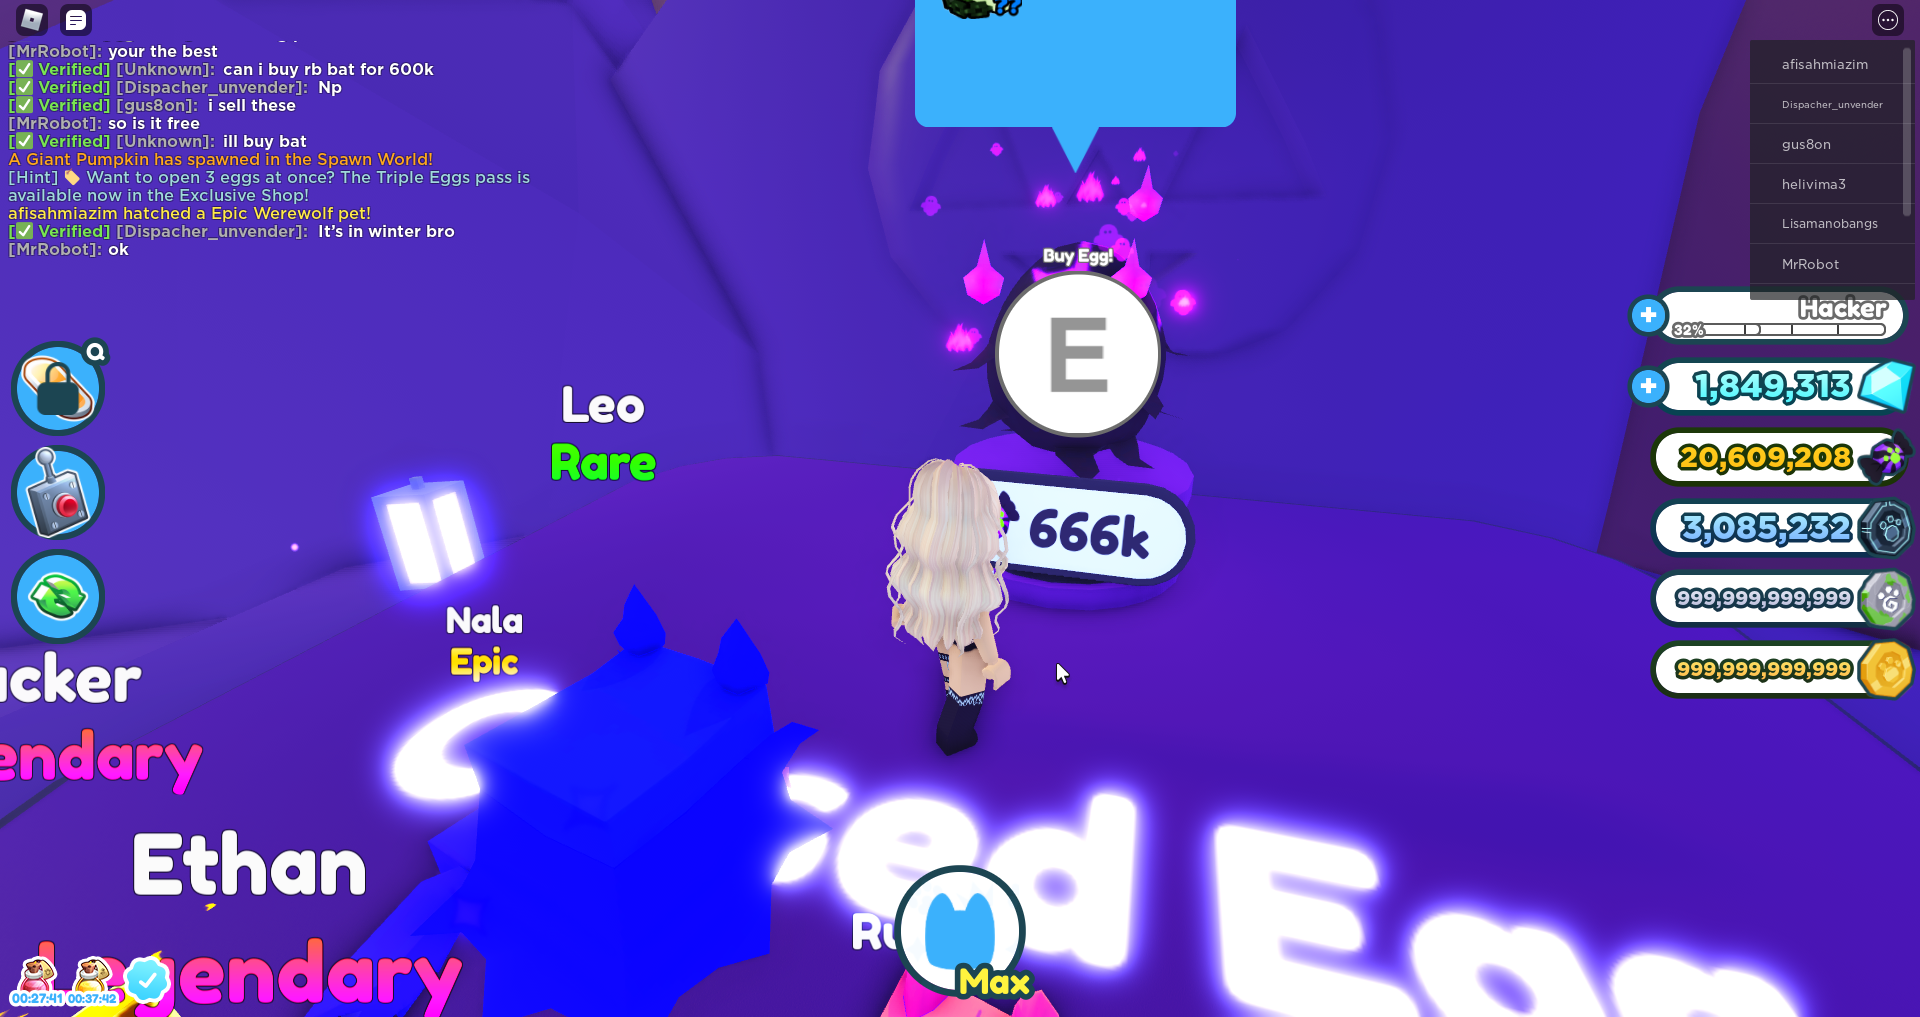 [MrRobot]: your the best
[✅ Verified] [Unknown]: can i buy rb bat for 600k
[✅ Verified] [Dispacher_unvender]: Np
[✅ Verified] [gus8on]: i sell these
[MrRobot]: so is it free
[✅ Verified] [Unknown]: ill buy bat
A Giant Pumpkin has spawned in the Spawn World!
[Hint] 🏷️ Want to open 3 eggs at once? The Triple Eggs pass is
available now in the Exclusive Shop!
afisahmiazim hatched a Epic Werewolf pet!
[✅ Verified] [Dispacher_unvender]: It's in winter bro
[MrRobot]: ok
afisahmiazim
Dispacher_unvender
gus8on
helivima3
Lisamanobangs
MrRobot
Hacker
32%
1,849,313
20,609,208
3,085,232
999,999,999,999
999,999,999,999
Buy Egg!
E
666k
Leo
Rare
Nala
Epic
acker
endary
Ethan
Legendary
Ru
ed Egg
Max
00:27:41
00:37:42